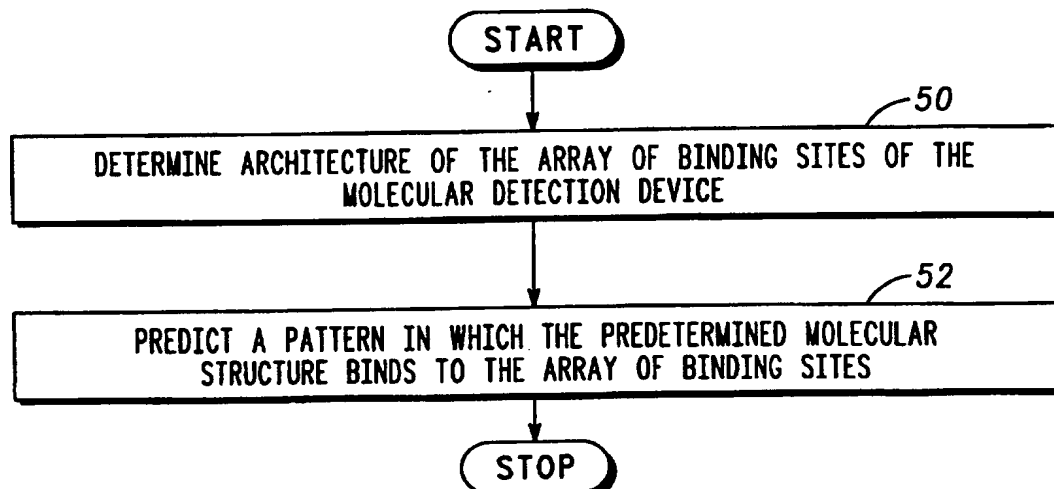 START
50
DETERMINE ARCHITECTURE OF THE ARRAY OF BINDING SITES OF THE
MOLECULAR DETECTION DEVICE
52
PREDICT A PATTERN IN WHICH THE PREDETERMINED MOLECULAR
STRUCTURE BINDS TO THE ARRAY OF BINDING SITES
STOP